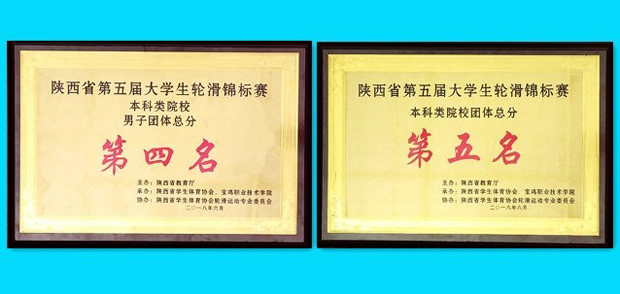 陕西省第五届大学生轮滑锦标赛
本科类院校
男子团体总分
第四名
主办：陕西省教育厅
承办：陕西省学生体育协会、宝鸡职业技术学院
协办：陕西省学生体育协会轮滑运动专业委员会
二〇一八年六月
陕西省第五届大学生轮滑锦标赛
本科类院校团体总分
第五名
主办：陕西省教育厅
承办：陕西省学生体育协会、宝鸡职业技术学院
协办：陕西省学生体育协会轮滑运动专业委员会
二〇一八年六月